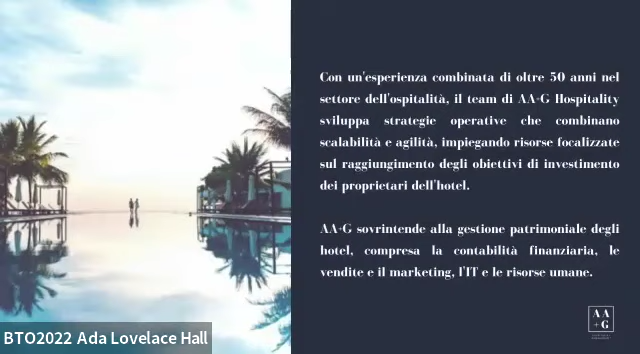 Con un'esperienza combinata di oltre 50 anni nel
settore dell'ospitalità, il team di AA+G Hospitality
sviluppa strategie operative che combinano
scalabilità e agilità, impiegando risorse focalizzate
sul raggiungimento degli obiettivi di investimento
dei proprietari dell'hotel.
AA+G sovrintende alla gestione patrimoniale degli
hotel, compresa la contabilità finanziaria, le
vendite e il marketing, l'IT e le risorse umane.
AA
+G
BTO2022 Ada Lovelace Hall